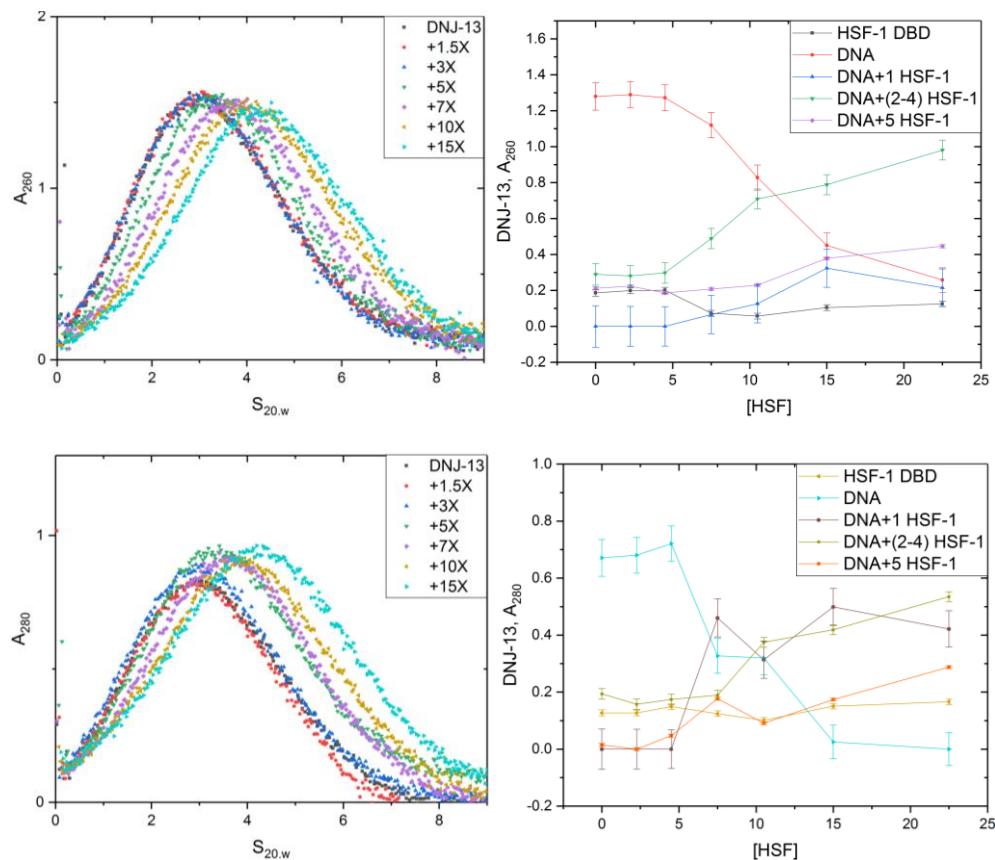 2
1
0
A260
0 2 4 6 8
S20.w
DNJ-13
+1.5X
+3X
+5X
+7X
+10X
+15X
1.6
1.4
1.2
1.0
0.8
0.6
0.4
0.2
0.0
-0.2
DNJ-13, A260
0 5 10 15 20 25
[HSF]
HSF-1 DBD
DNA
DNA+1 HSF-1
DNA+(2-4) HSF-1
DNA+5 HSF-1
1
0
A280
0 2 4 6 8
S20.w
DNJ-13
+1.5X
+3X
+5X
+7X
+10X
+15X
1.0
0.8
0.6
0.4
0.2
0.0
-0.2
DNJ-13, A280
0 5 10 15 20 25
[HSF]
HSF-1 DBD
DNA
DNA+1 HSF-1
DNA+(2-4) HSF-1
DNA+5 HSF-1